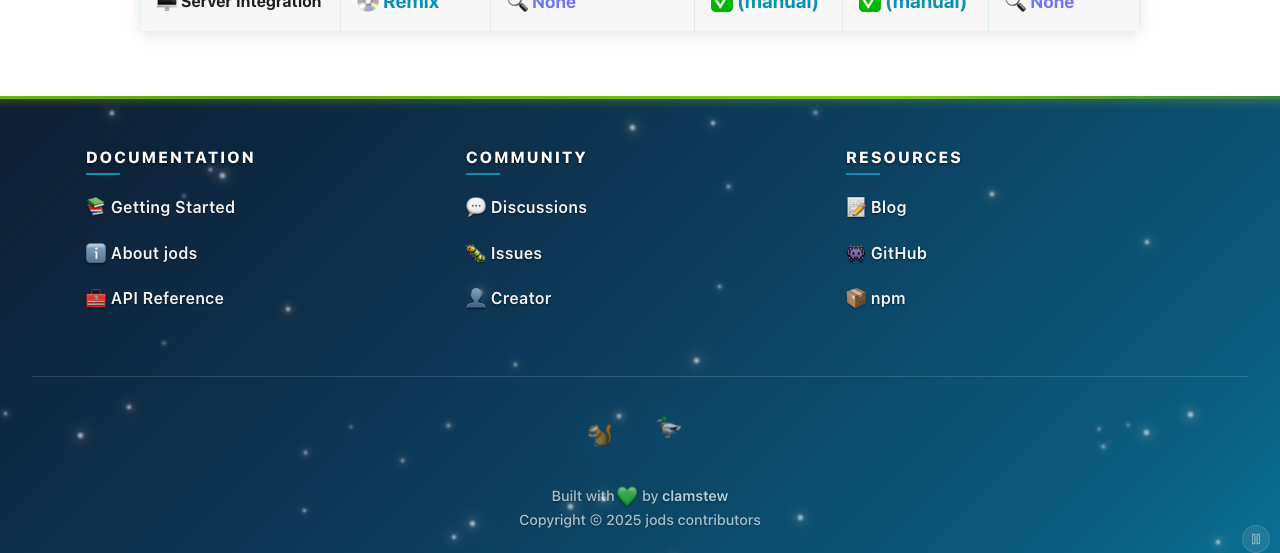 Server Integration Remix None (manual) (manual) None
DOCUMENTATION
Getting Started
About jods
API Reference
COMMUNITY
Discussions
Issues
Creator
RESOURCES
Blog
GitHub
npm
Built with 💚 by clamstew
Copyright © 2025 jods contributors